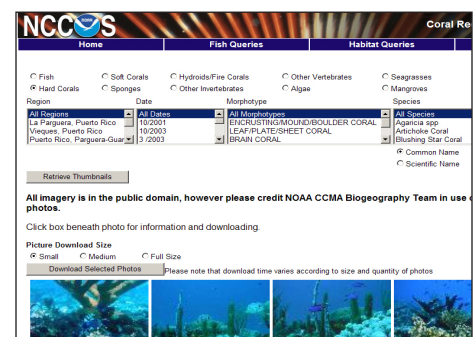 NCCOS
NOAA
Coral Re
Home Fish Queries Habitat Queries
Fish Soft Corals Hydroids/Fire Corals Other Vertebrates Seagrasses
Hard Corals Sponges Other Invertebrates Algae Mangroves
Region Date Morphotype Species
All Regions All Dates All Morphotypes All Species
La Parguera, Puerto Rico 10/2001 ENCRUSTING/MOUND/BOULDER CORAL Agaricia spp
Vieques, Puerto Rico 10/2003 LEAF/PLATE/SHEET CORAL Artichoke Coral
Puerto Rico, Parguera-Guar 3 /2003 BRAIN CORAL Blushing Star Coral
Common Name
Scientific Name
Retrieve Thumbnails
All imagery is in the public domain, however please credit NOAA CCMA Biogeography Team in use o
photos.
Click box beneath photo for information and downloading.
Picture Download Size
Small Medium Full Size
Download Selected Photos Please note that download time varies according to size and quantity of photos